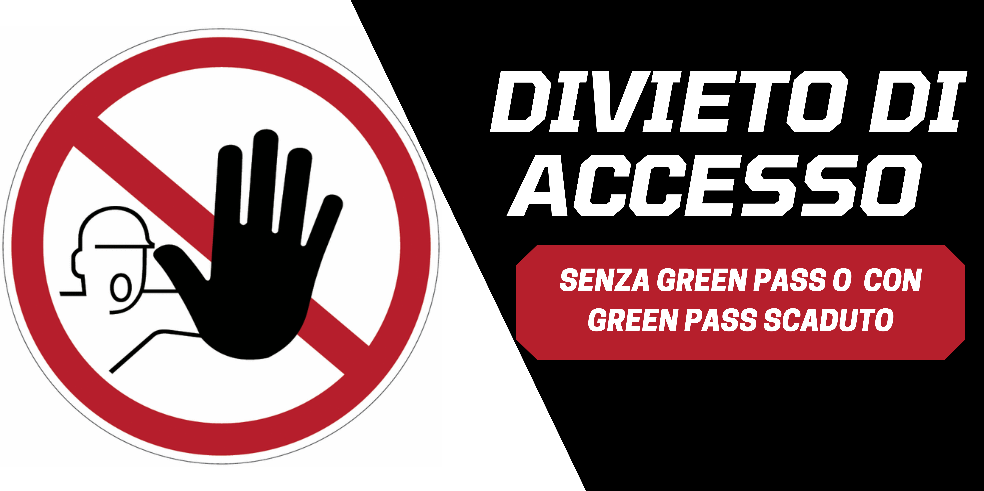 DIVIETO DI
ACCESSO
SENZA GREEN PASS O CON
GREEN PASS SCADUTO